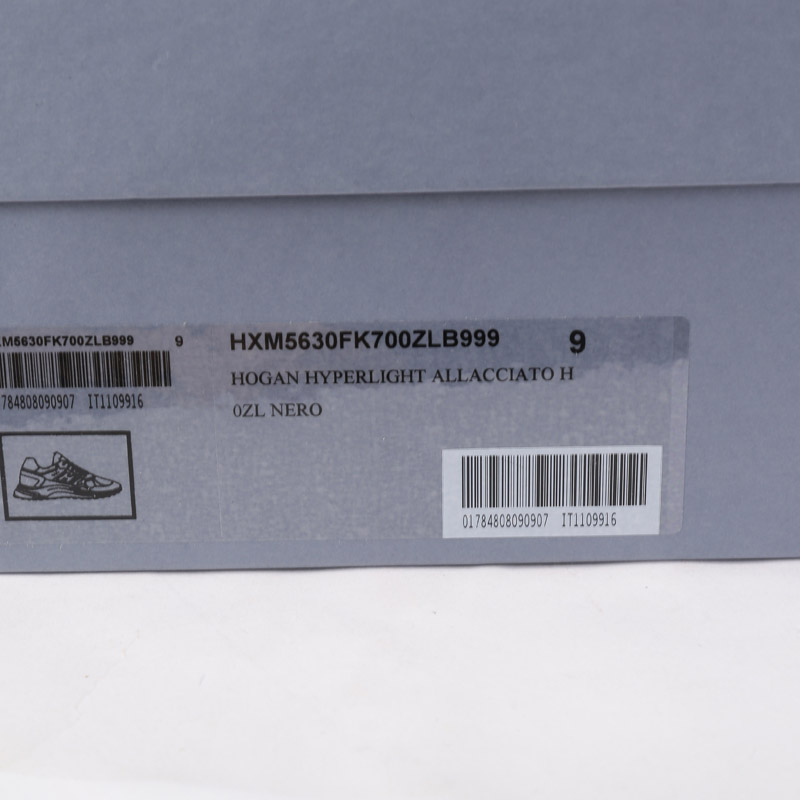 .M5630FK700ZLB999 9
784808090907 IT1109916
HXM5630FK700ZLB999 9
HOGAN HYPERLIGHT ALLACCIATO H
0ZL NERO
01784808090907 IT1109916